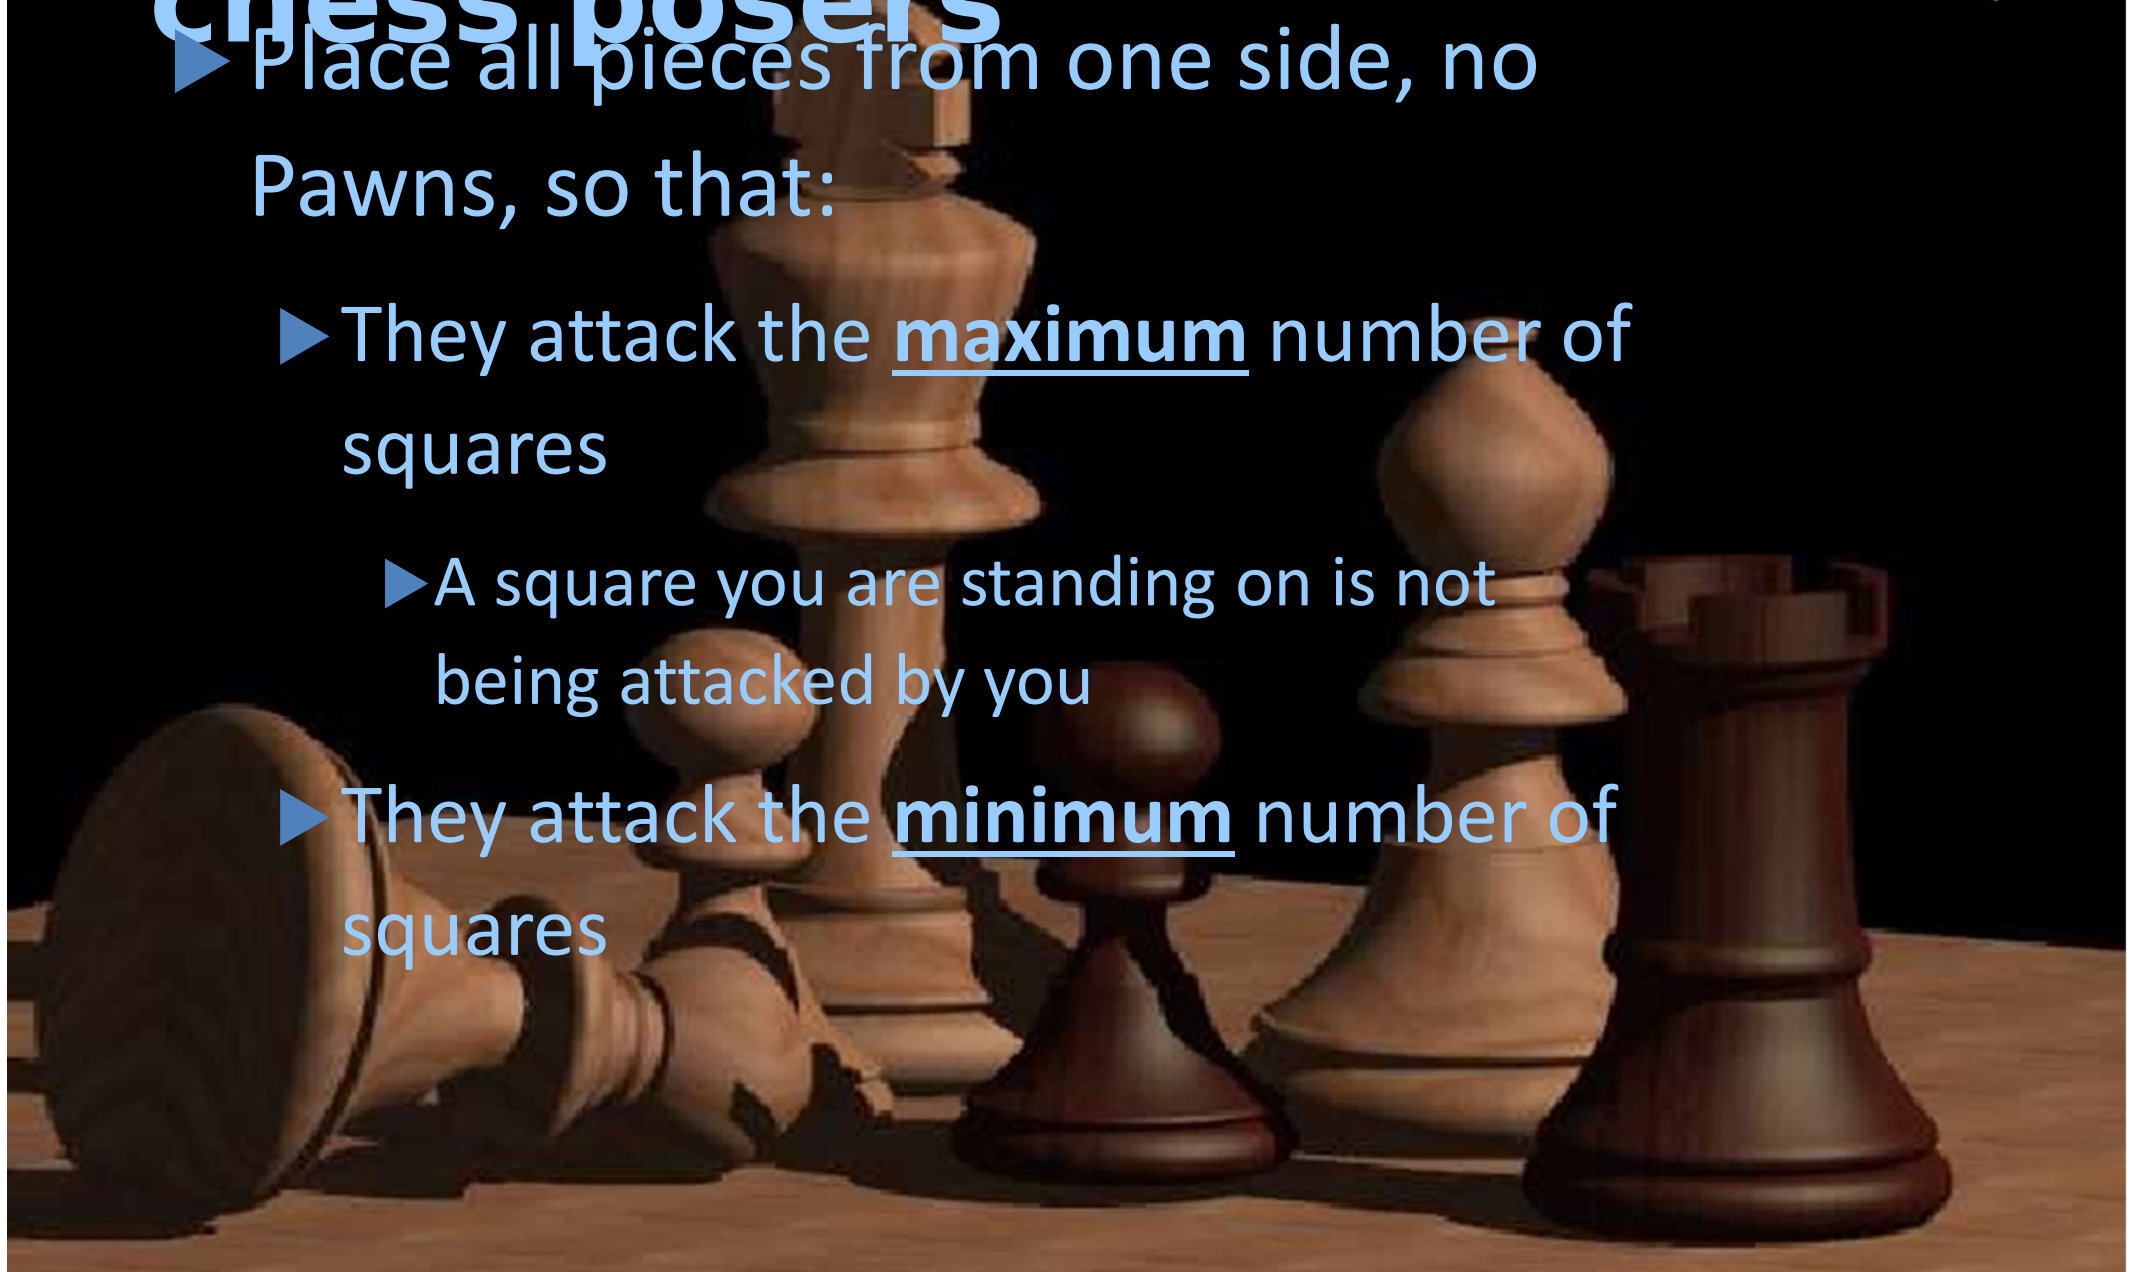 chess posers
Place all pieces from one side, no
Pawns, so that:
They attack the maximum number of
squares
A square you are standing on is not
being attacked by you
They attack the minimum number of
squares